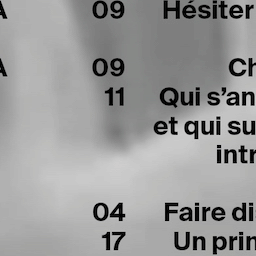 A 09 Hésiter
A 09 Ch
11 Qui s'an
et qui su
intr
04 Faire di
17 Un prin